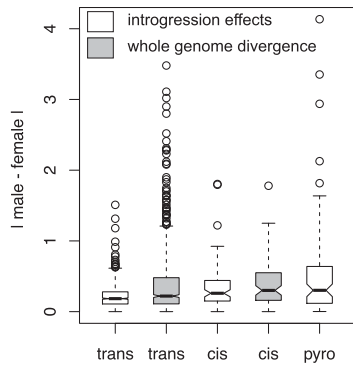 introgression effects
whole genome divergence
4
3
2
1
0
| male - female |
trans trans cis cis pyro